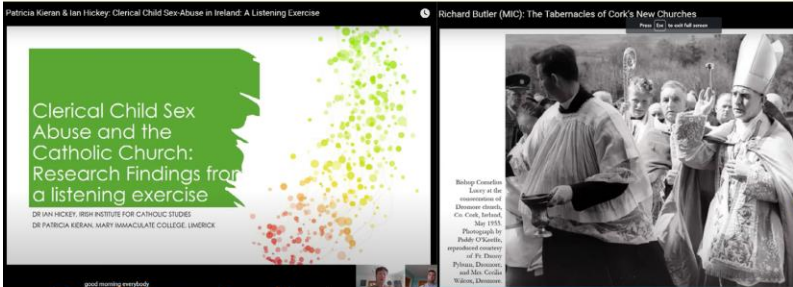 Patricia Kieran & Ian Hickey: Clerical Child Sex-Abuse in Ireland: A Listening Exercise
Clerical Child Sex
Abuse and the
Catholic Church:
Research Findings from
a listening exercise
DR IAN HICKEY, IRISH INSTITUTE FOR CATHOLIC STUDIES
DR PATRICIA KIERAN, MARY IMMACULATE COLLEGE, LIMERICK
good morning everybody
Richard Butler (MIC): The Tabernacles of Cork's New Churches
Press Esc to exit full screen
Bishop Cornelius
Lucey at the
consecration of
Dromore church,
Co. Cork, Ireland,
May 1955.
Photograph by
Paddy O'Keeffe,
reproduced courtesy
of Fr. Danny
Pyburn, Dromore,
and Mrs. Cecilia
Walcot, Dromore.